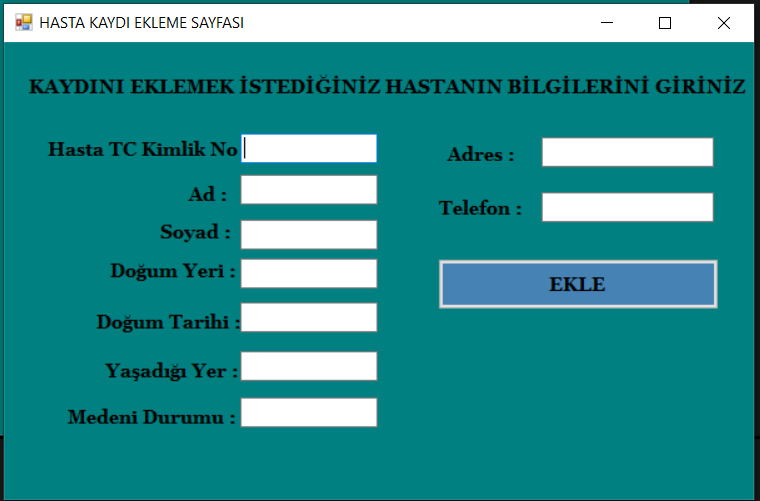 HASTA KAYDI EKLEME SAYFASI
KAYDINI EKLEMEK İSTEDİĞİNİZ HASTANIN BİLGİLERİNİ GİRİNİZ
Hasta TC Kimlik No
Ad :
Soyad :
Doğum Yeri :
Doğum Tarihi :
Yaşadığı Yer :
Medeni Durumu :
Adres :
Telefon :
EKLE